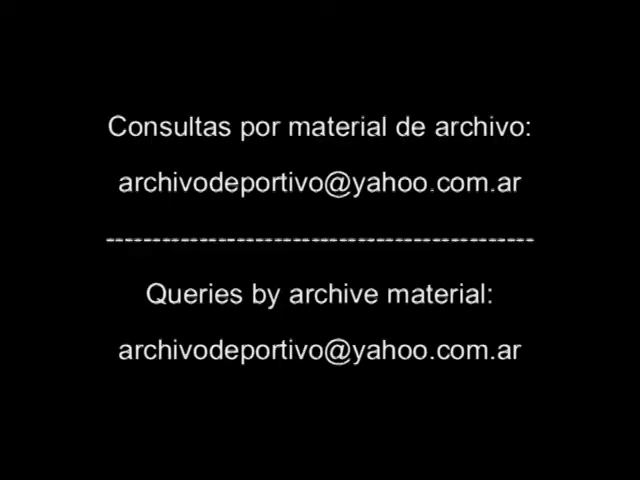 Consultas por material de archivo:
archivodeportivo@yahoo.com.ar
----------------------------------------------
Queries by archive material:
archivodeportivo@yahoo.com.ar